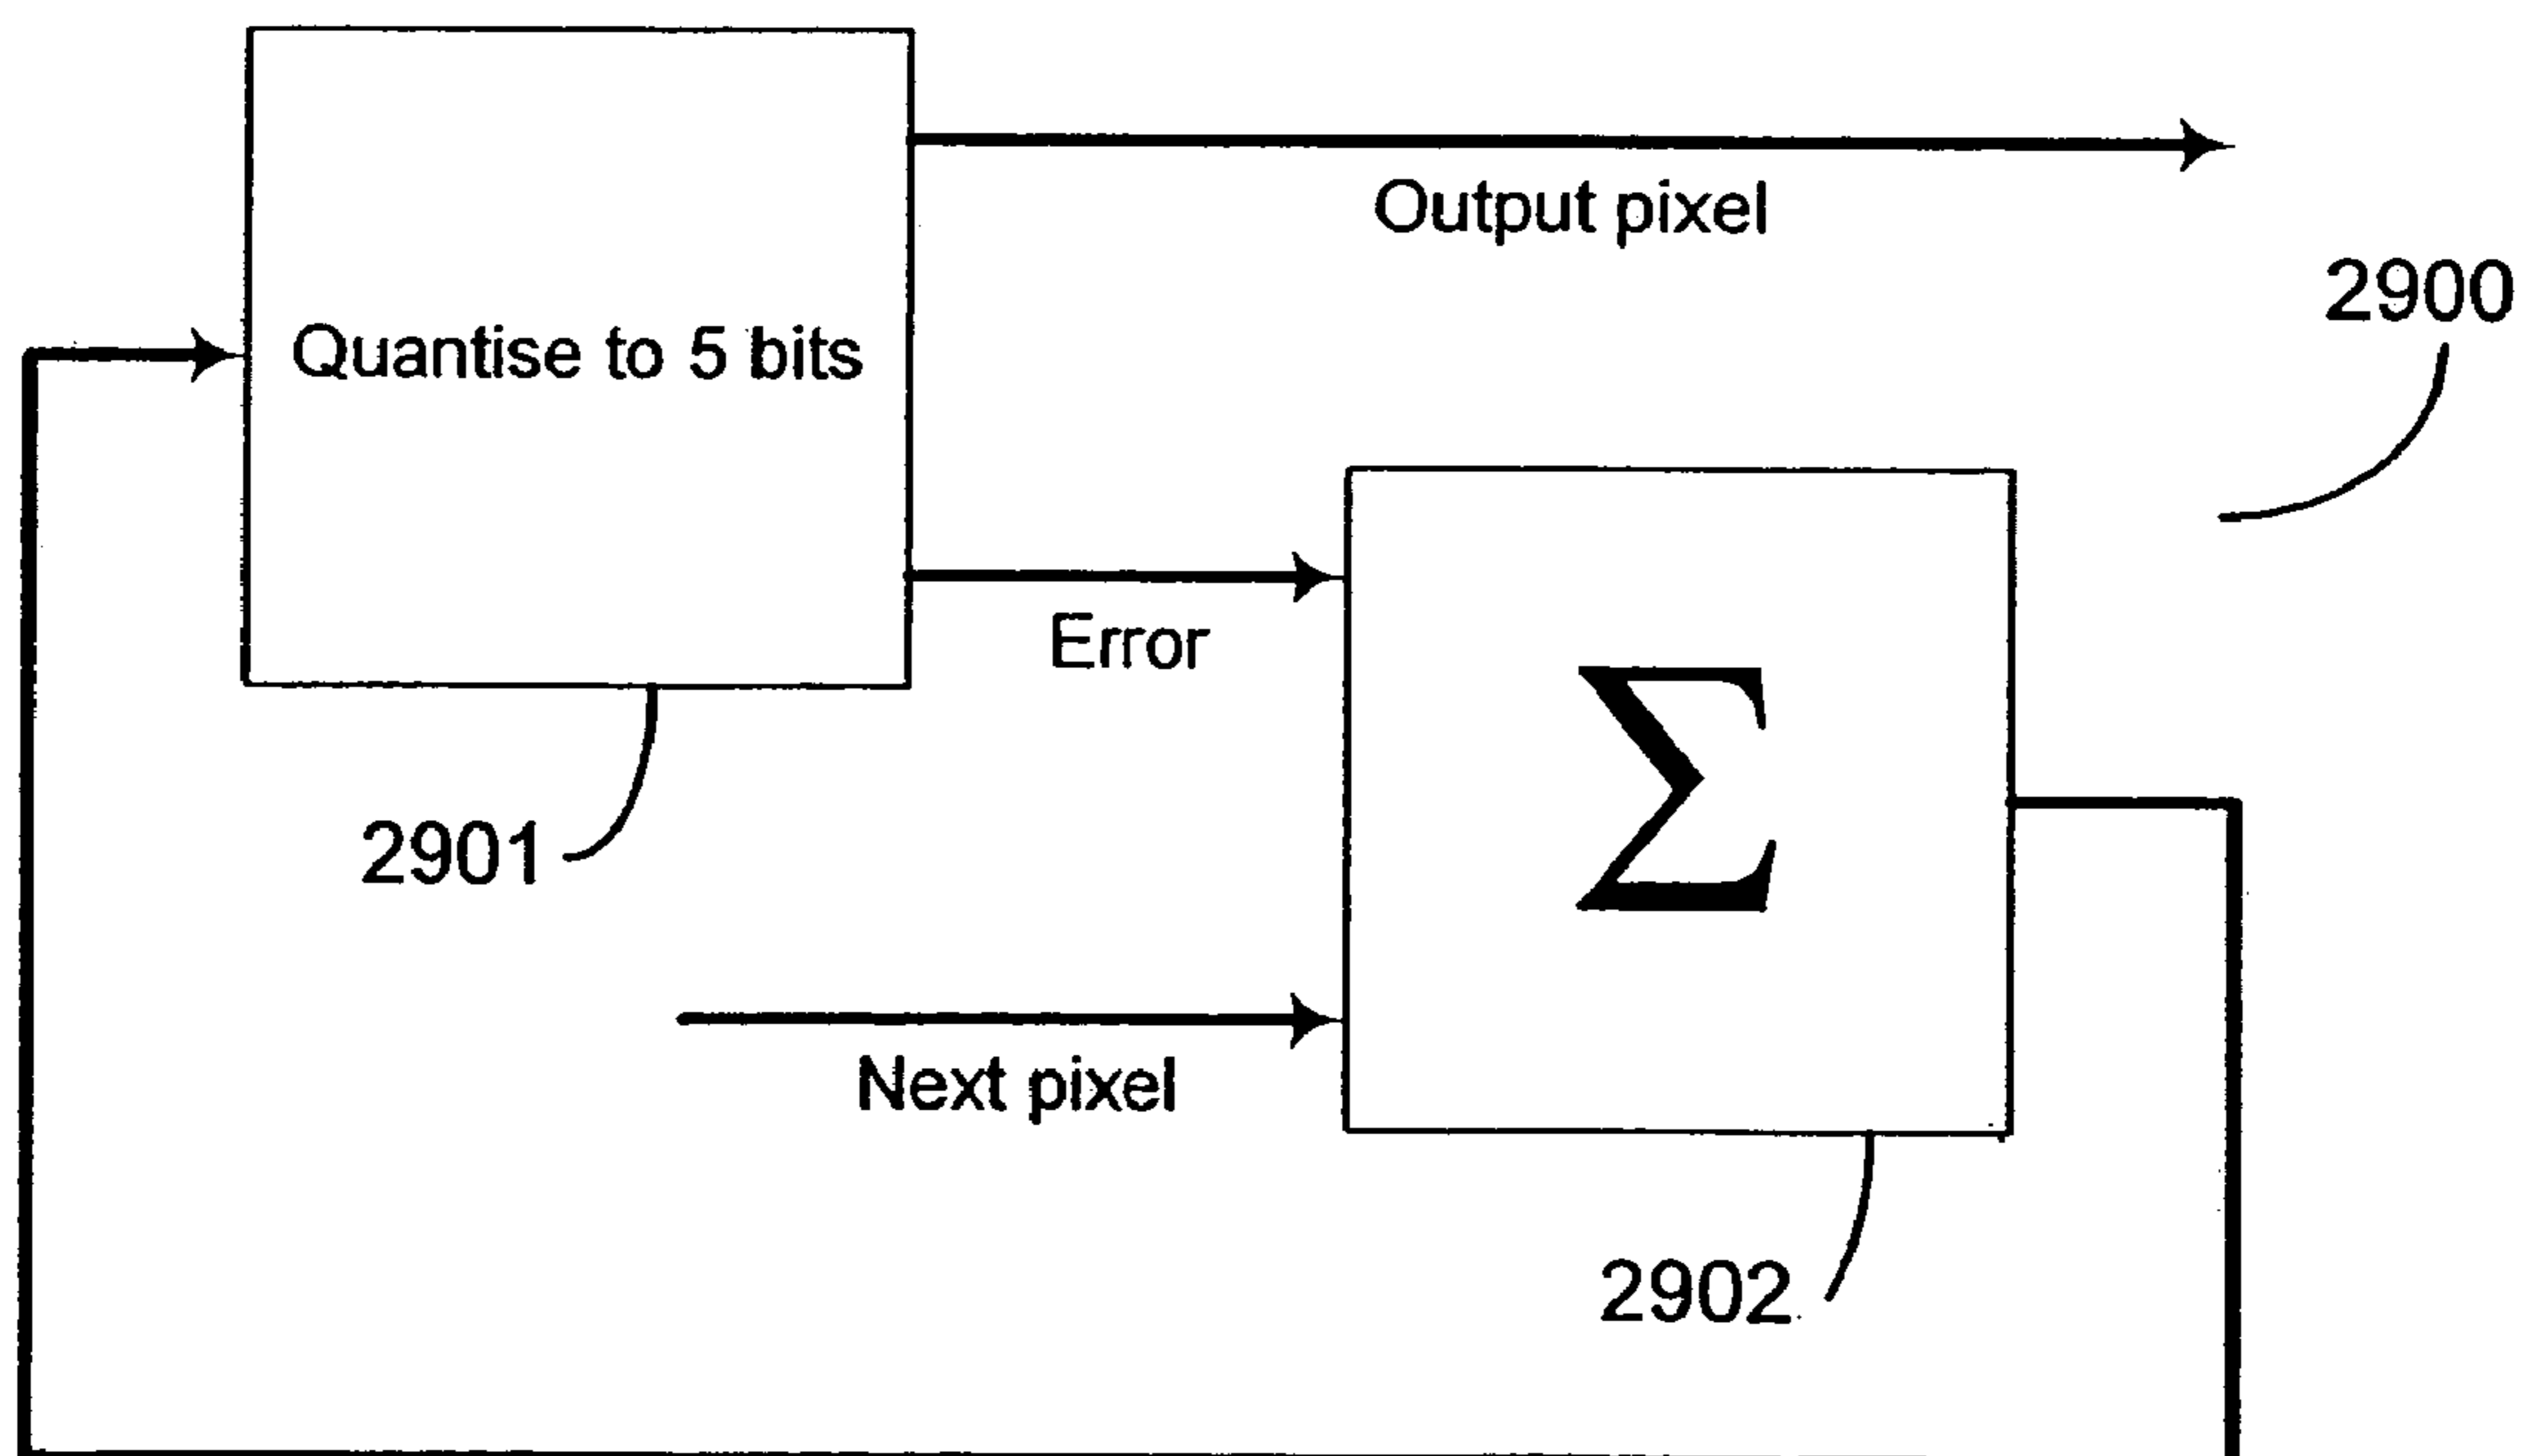 Output pixel
2900
Quantise to 5 bits
Error
Σ
2901
Next pixel
2902